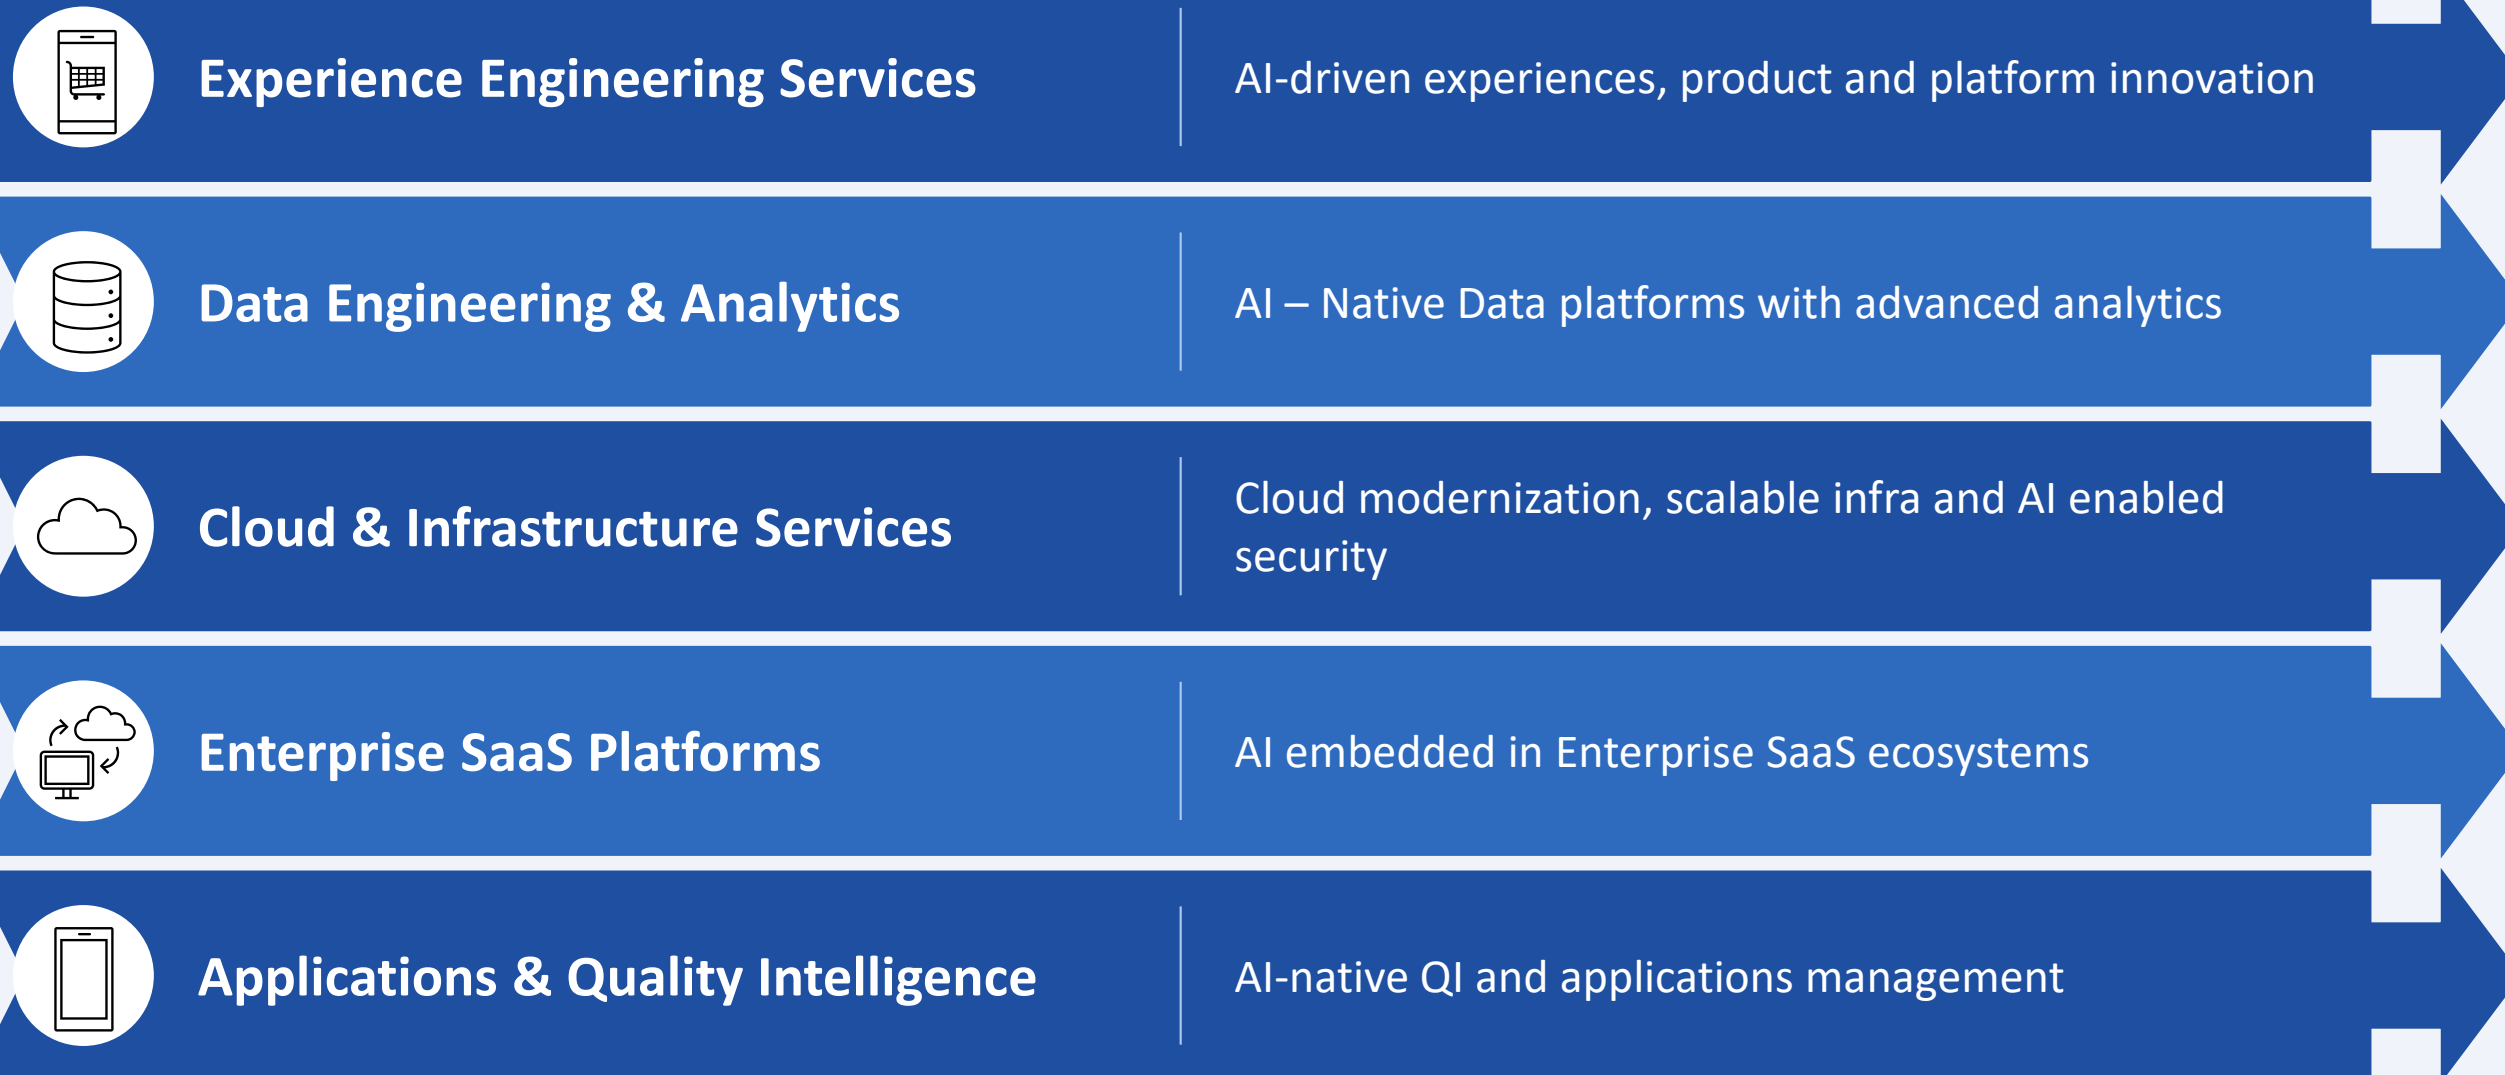 Experience Engineering Services
AI-driven experiences, product and platform innovation
Data Engineering & Analytics
AI – Native Data platforms with advanced analytics
Cloud & Infrastructure Services
Cloud modernization, scalable infra and AI enabled
security
Enterprise SaaS Platforms
AI embedded in Enterprise SaaS ecosystems
Applications & Quality Intelligence
AI-native QI and applications management